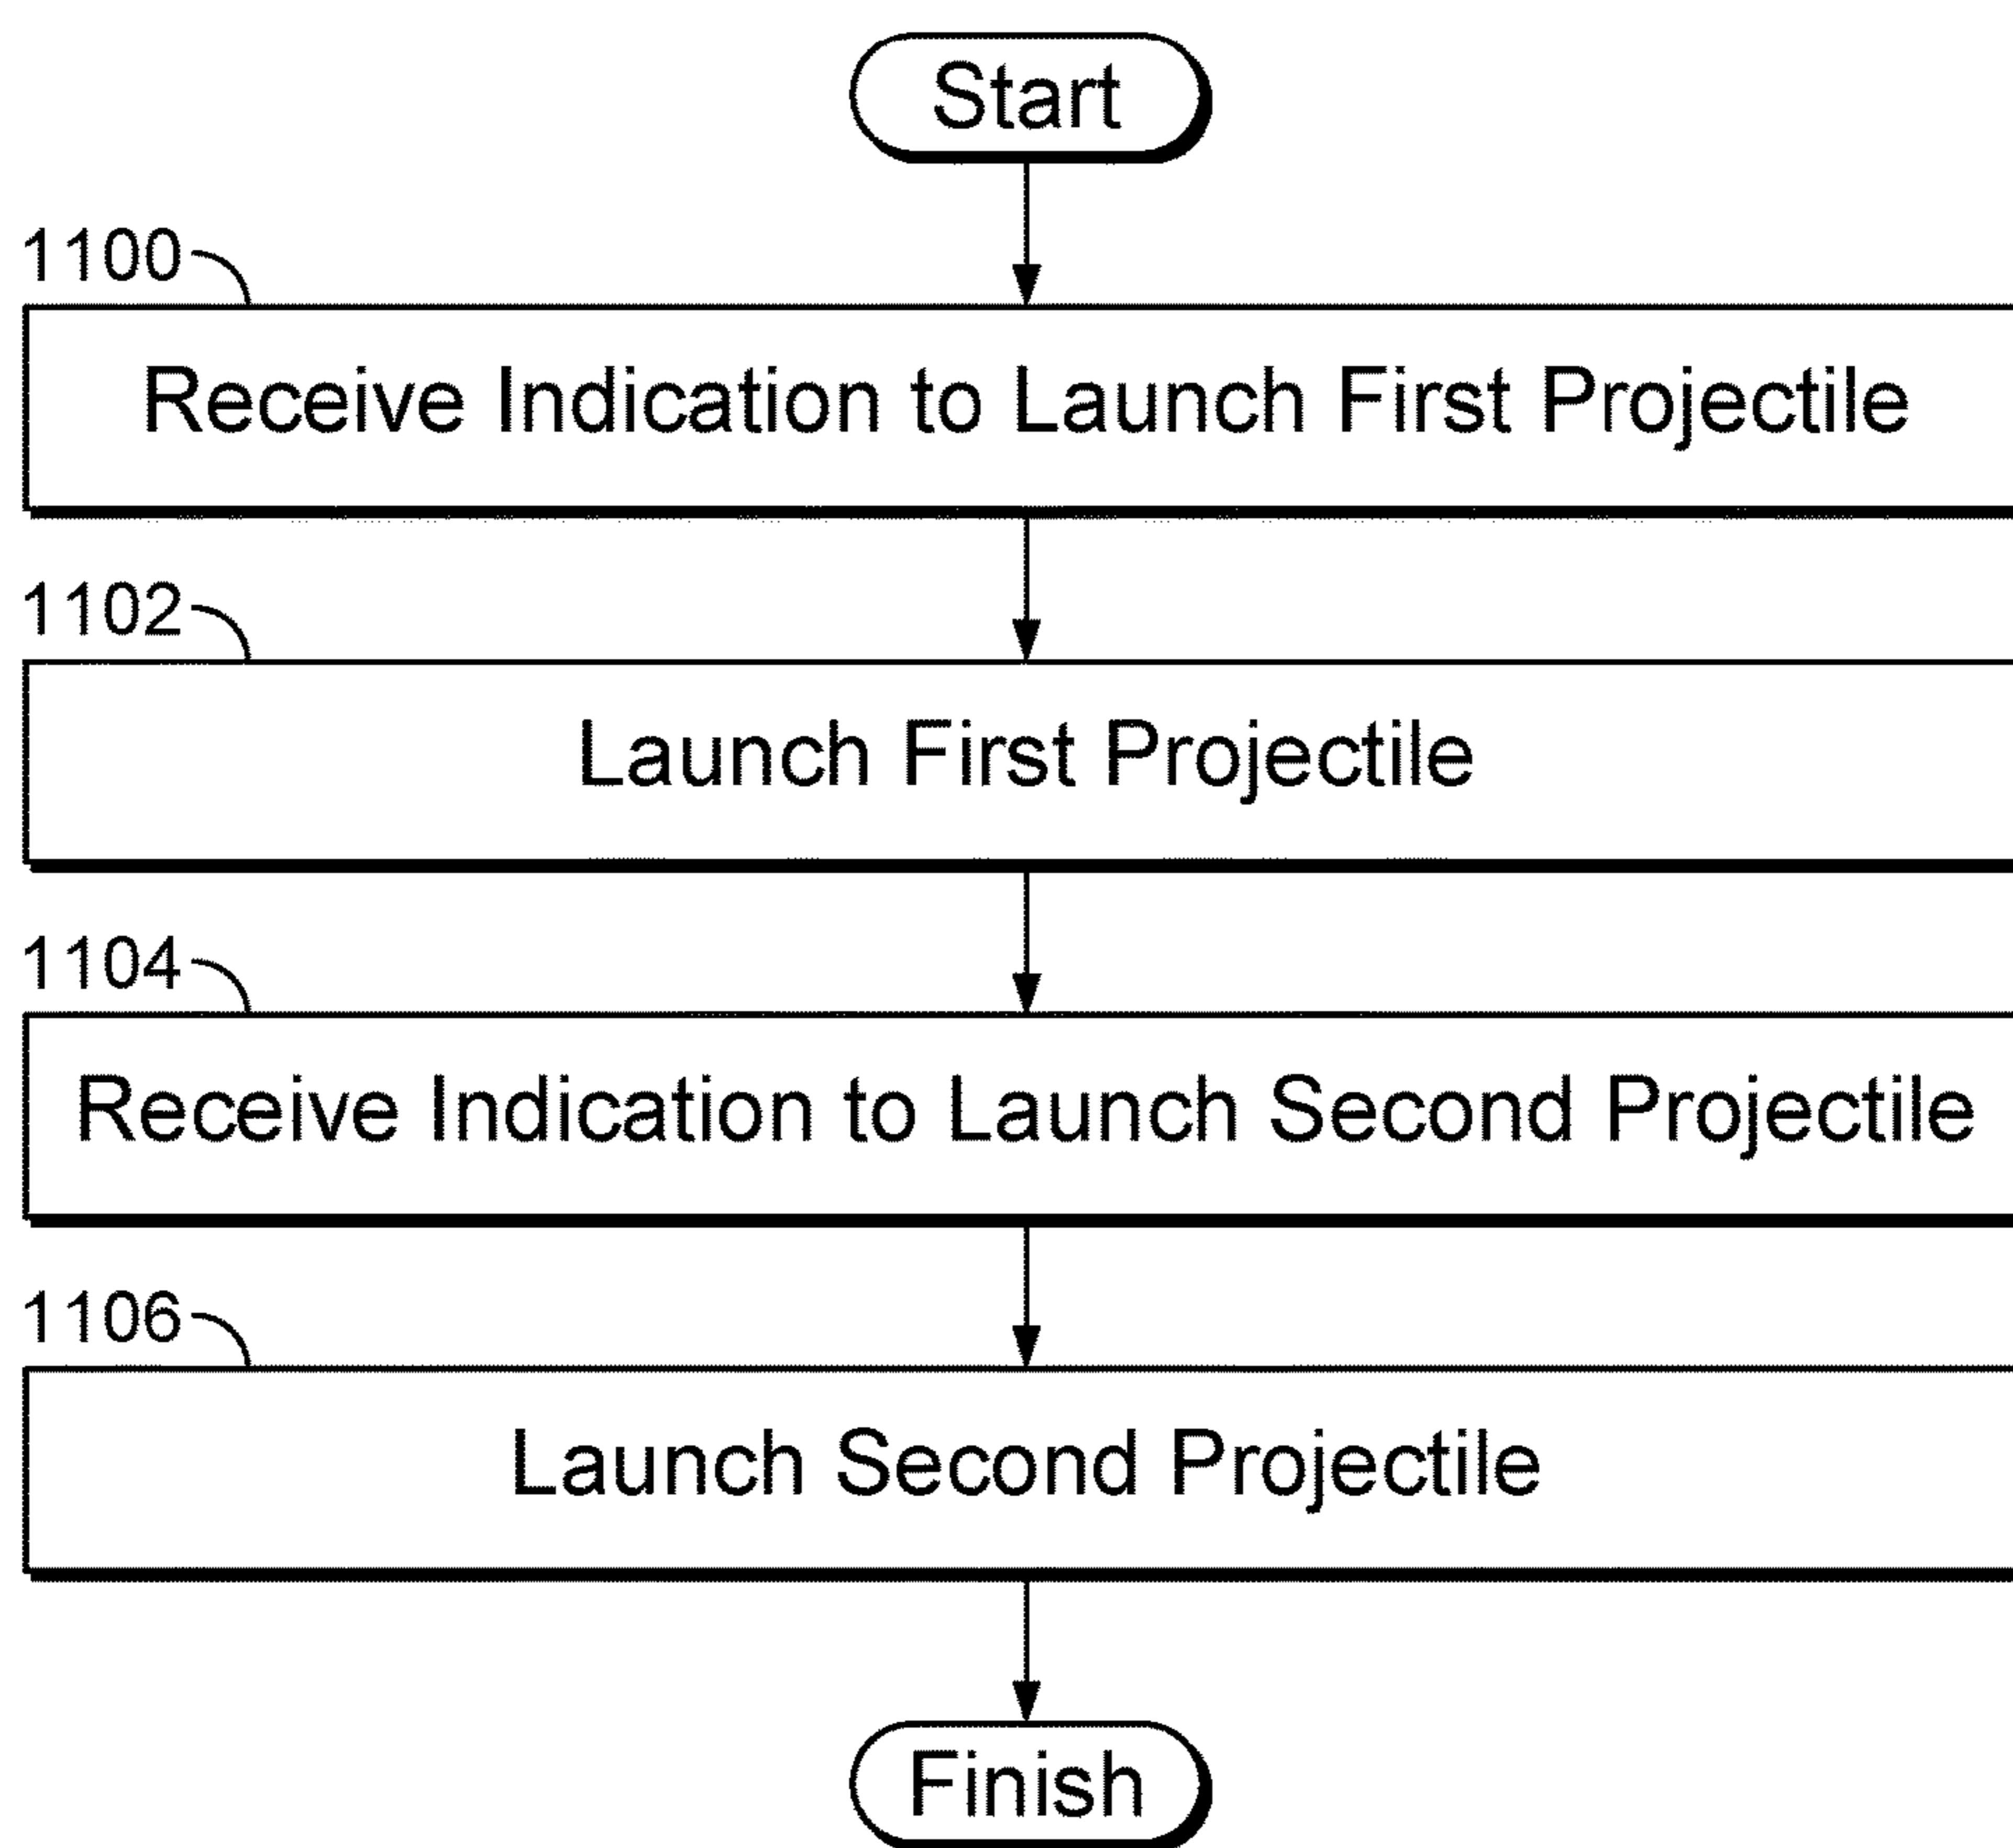 Start
1100
Receive Indication to Launch First Projectile
1102
Launch First Projectile
1104
Receive Indication to Launch Second Projectile
1106
Launch Second Projectile
Finish